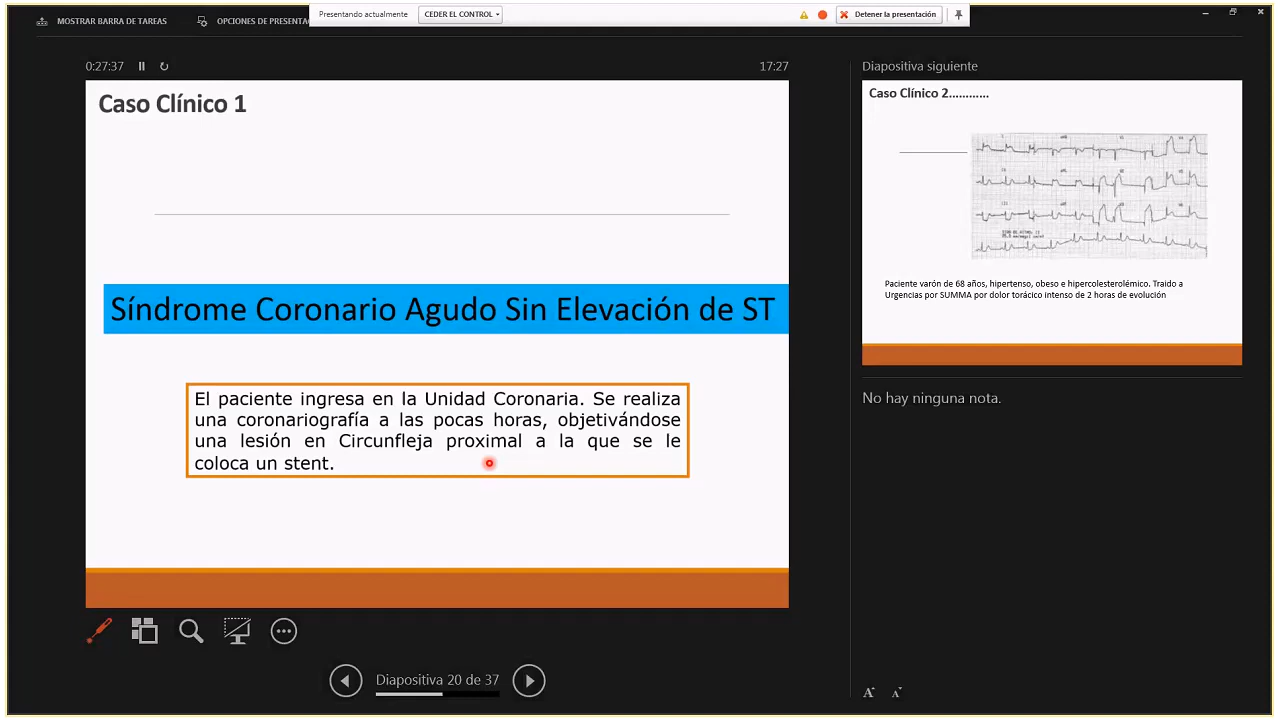 MOSTRAR BARRA DE TAREAS
OPCIONES DE PRESENTA
Presentando actualmente
CEDER EL CONTROL
Detener la presentación
0:27:37
17:27
Caso Clínico 1
Síndrome Coronario Agudo Sin Elevación de ST
El paciente ingresa en la Unidad Coronaria. Se realiza
una coronariografía a las pocas horas, objetivándose
una lesión en Circunfleja proximal a la que se le
coloca un stent.
Diapositiva 20 de 37
Diapositiva siguiente
Caso Clínico 2............
Paciente varón de 68 años, hipertenso, obeso e hipercolesterolémico. Traido a
Urgencias por SUMMA por dolor torácico intenso de 2 horas de evolución
No hay ninguna nota.
A A